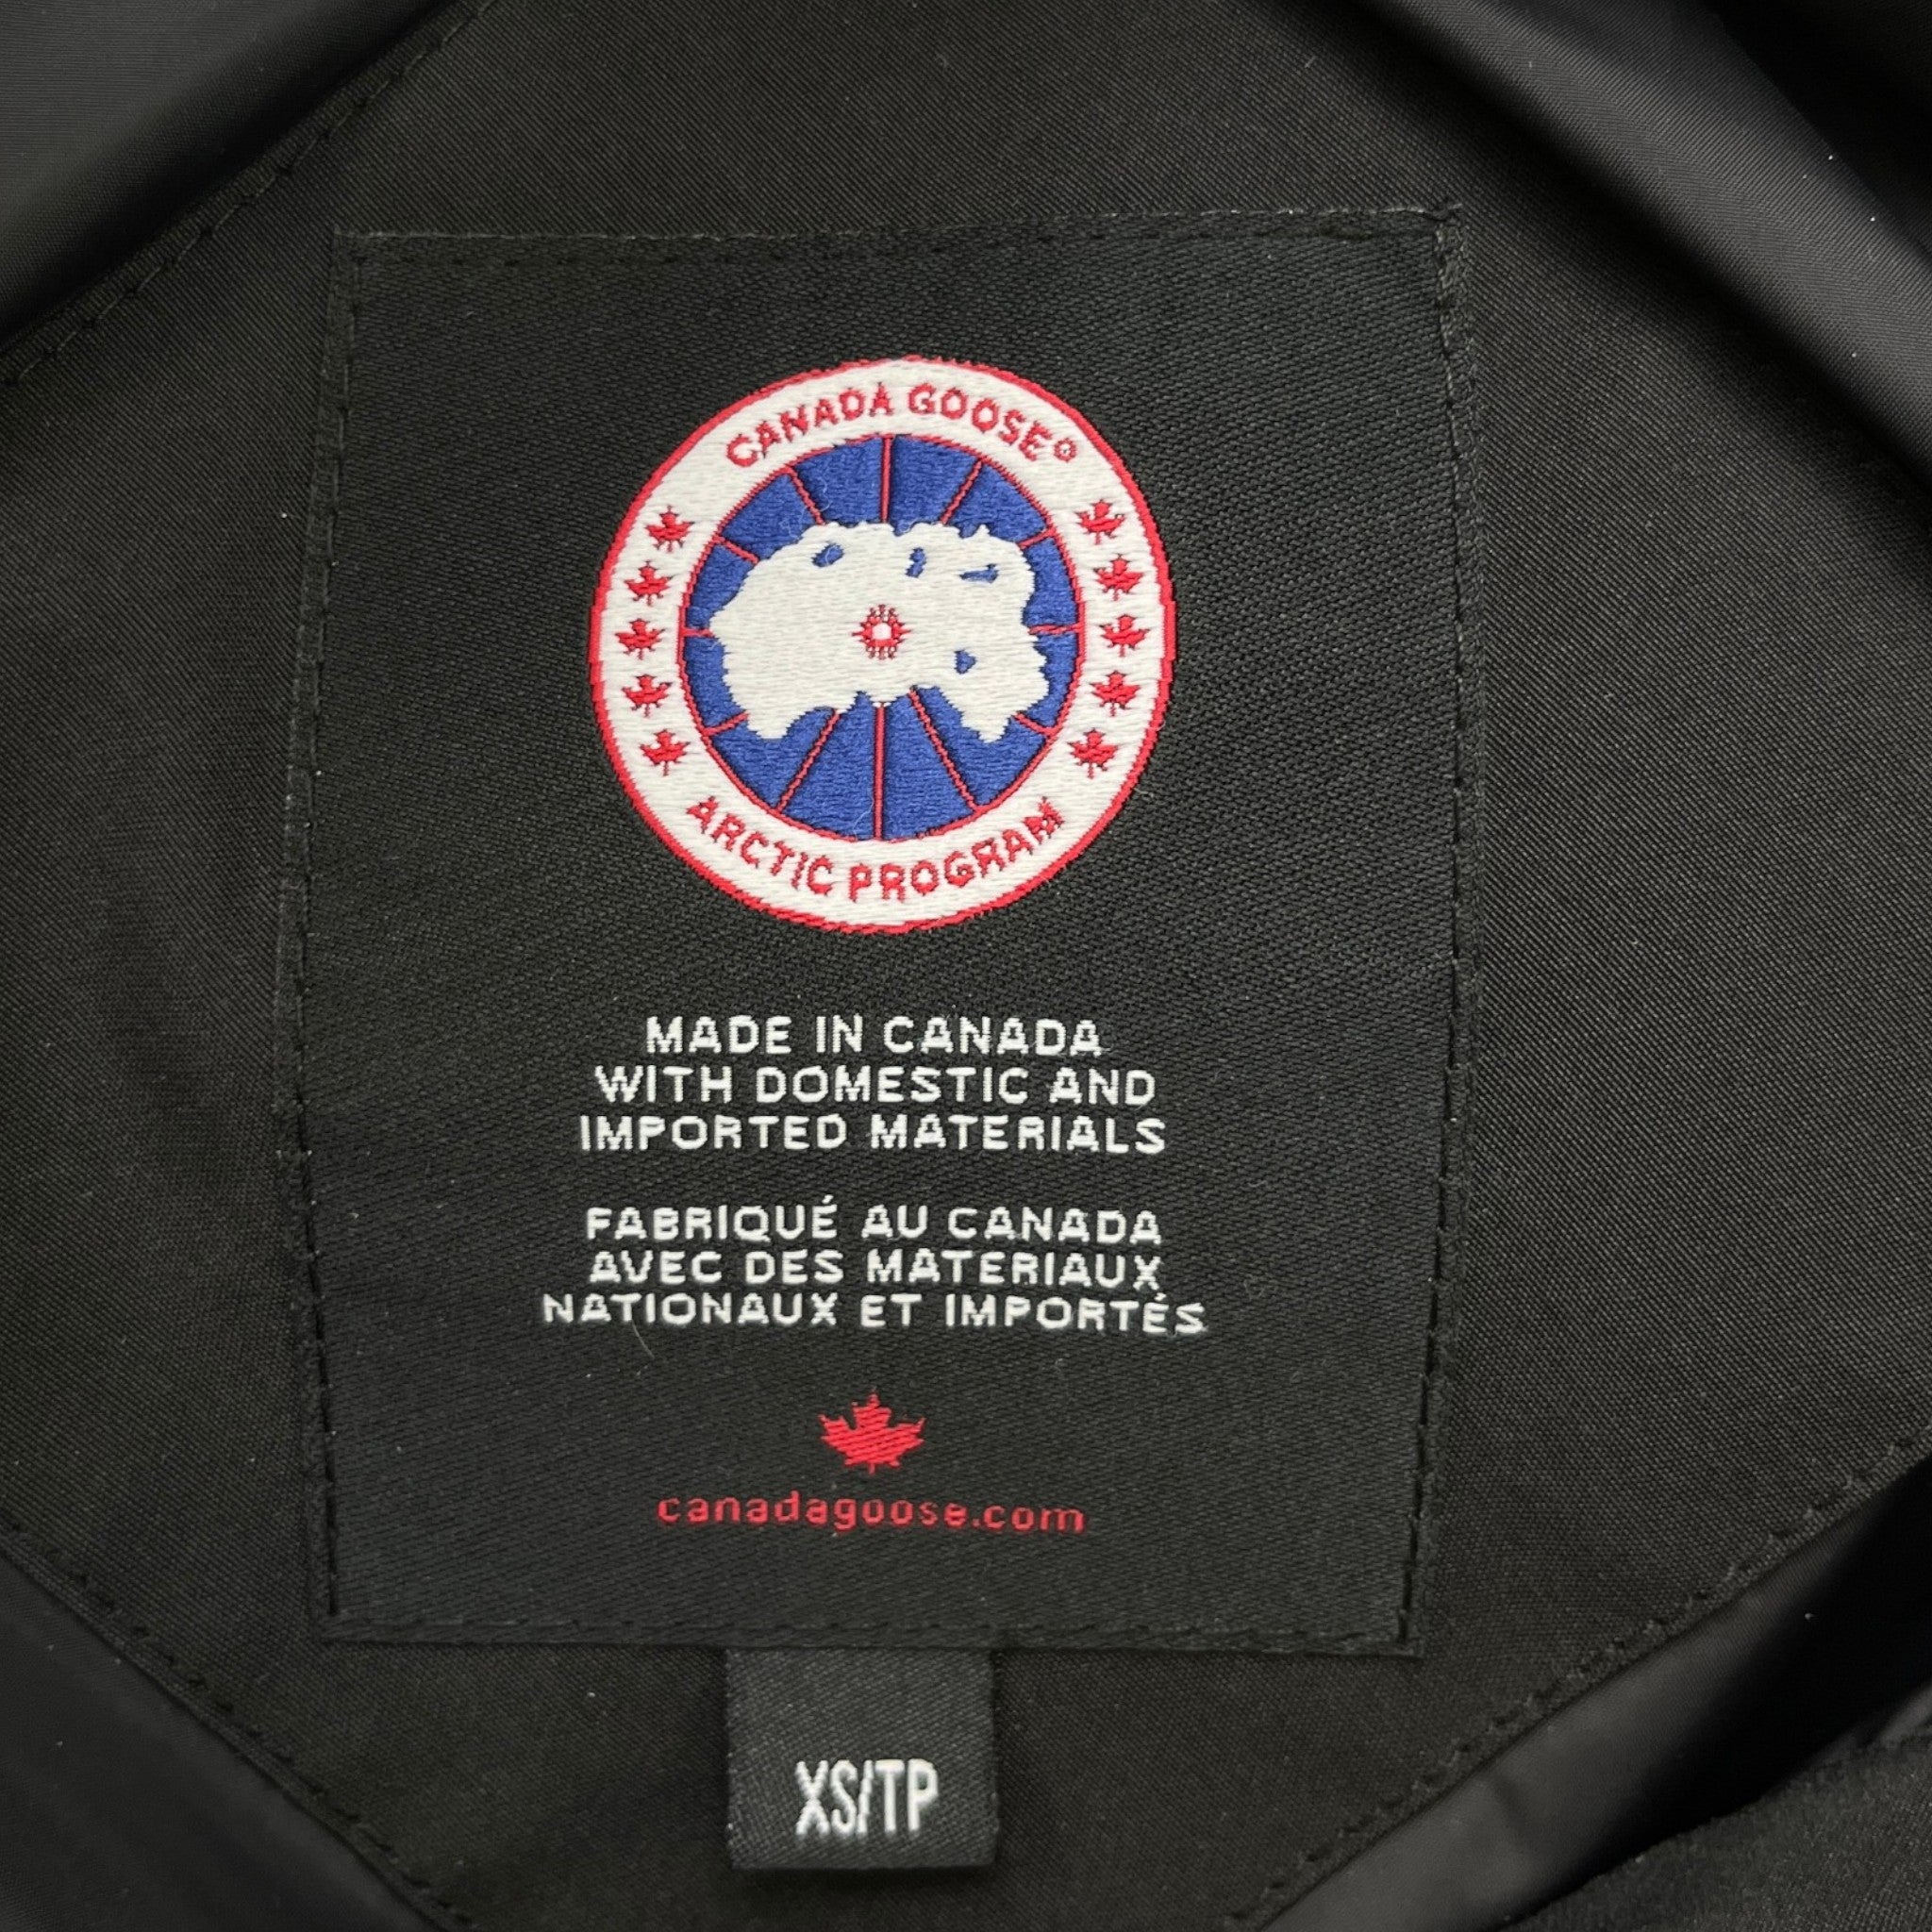 CANADA GOOSE®
ARCTIC PROGRAM
MADE IN CANADA
WITH DOMESTIC AND
IMPORTED MATERIALS
FABRIQUÉ AU CANADA
AVEC DES MATERIAUX
NATIONAUX ET IMPORTÉS
canadagoose.com
XS/TP